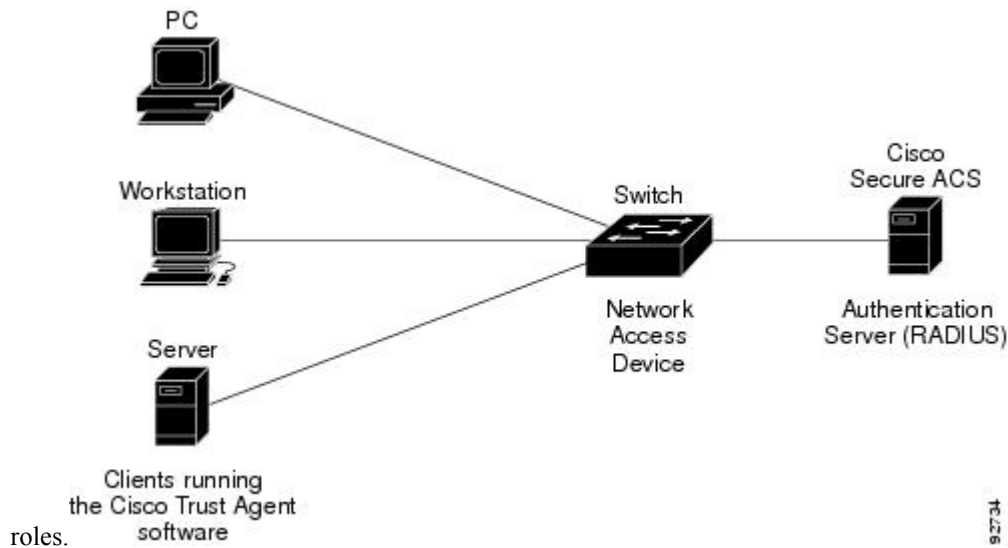 PC
Workstation
Server
Clients running
the Cisco Trust Agent
software
Switch
Network
Access
Device
Cisco
Secure ACS
Authentication
Server (RADIUS)
roles.